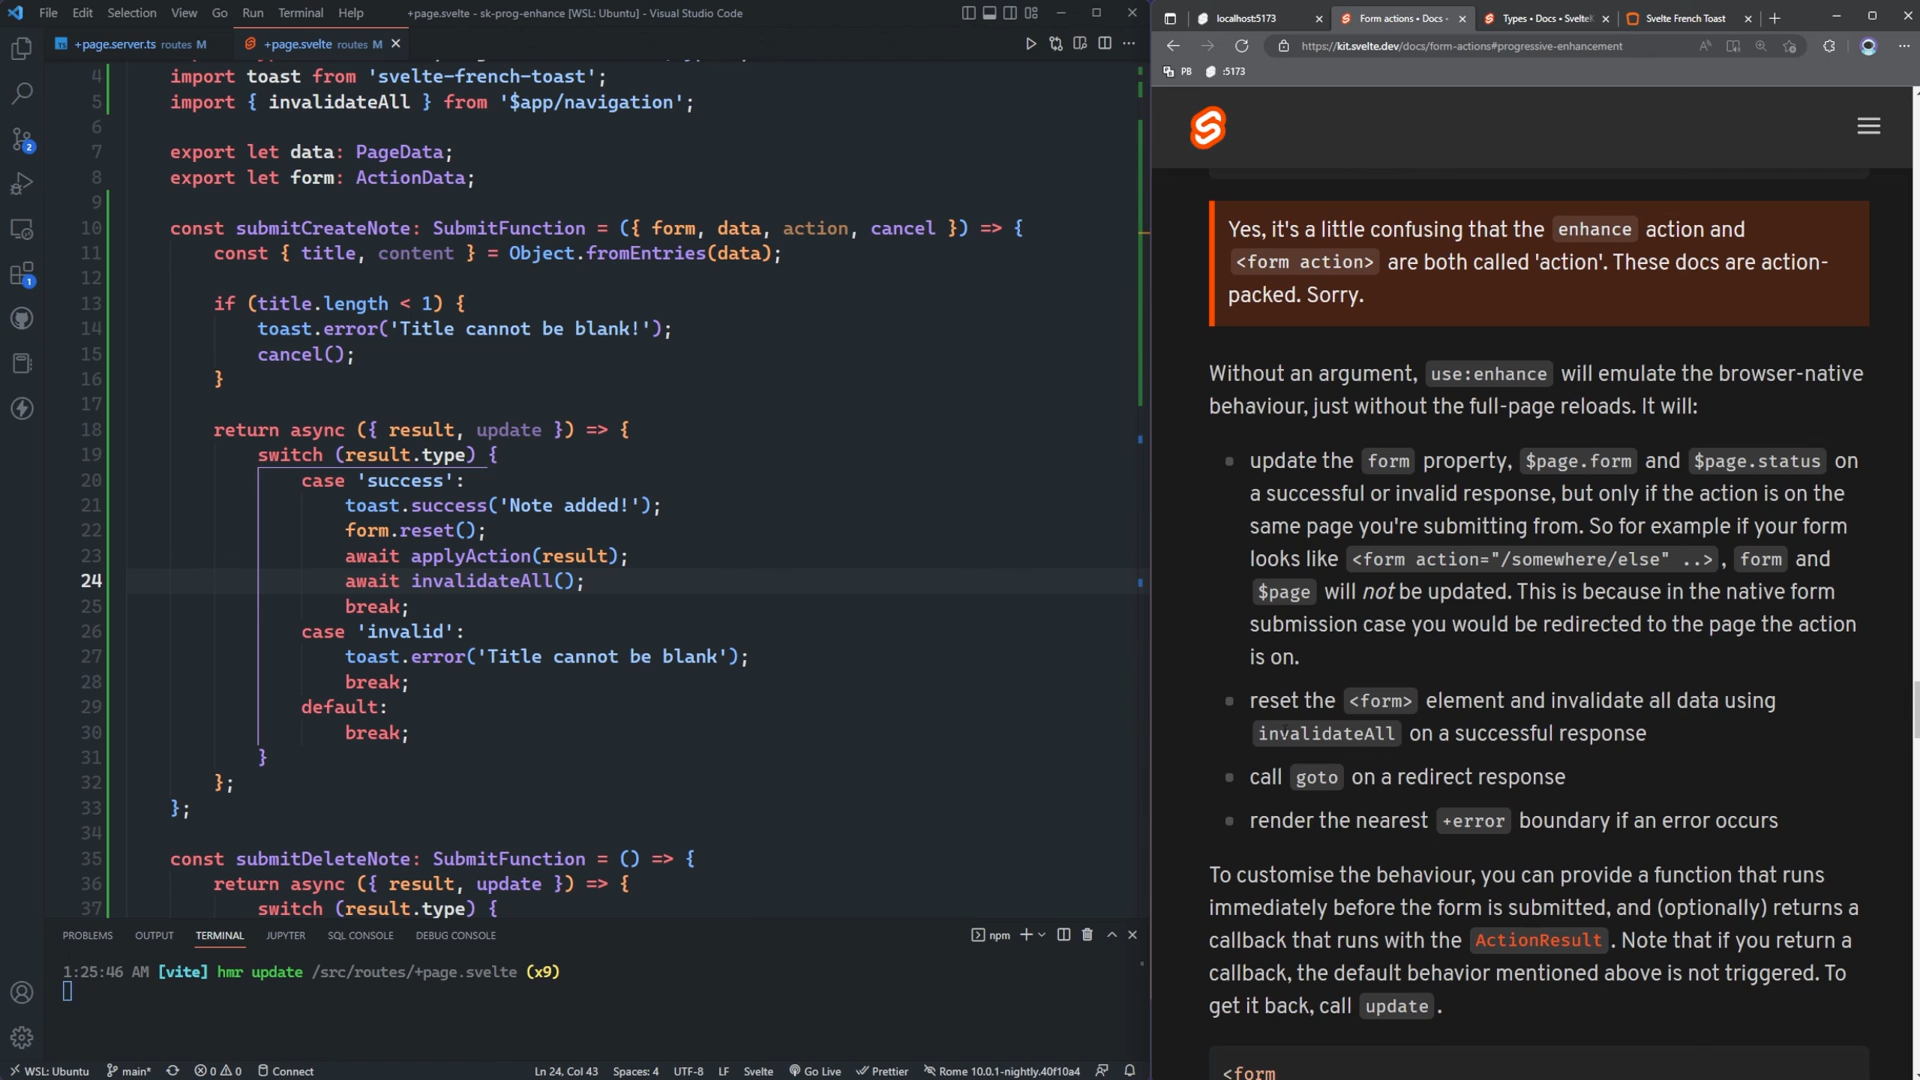 File Edit Selection View Go Run Terminal Help
+page.svelte - sk-prog-enhance [WSL: Ubuntu] - Visual Studio Code
+page.server.ts routes M
+page.svelte routes M
4 import toast from 'svelte-french-toast';
5 import { invalidateAll } from '$app/navigation';
6
7 export let data: PageData;
8 export let form: ActionData;
9
10 const submitCreateNote: SubmitFunction = ({ form, data, action, cancel }) => {
11 const { title, content } = Object.fromEntries(data);
12
13 if (title.length < 1) {
14 toast.error('Title cannot be blank!');
15 cancel();
16 }
17
18 return async ({ result, update }) => {
19 switch (result.type) {
20 case 'success':
21 toast.success('Note added!');
22 form.reset();
23 await applyAction(result);
24 await invalidateAll();
25 break;
26 case 'invalid':
27 toast.error('Title cannot be blank');
28 break;
29 default:
30 break;
31 }
32 };
33 };
34
35 const submitDeleteNote: SubmitFunction = () => {
36 return async ({ result, update }) => {
37 switch (result.type) {
PROBLEMS OUTPUT TERMINAL JUPYTER SQL CONSOLE DEBUG CONSOLE
npm
1:25:46 AM [vite] hmr update /src/routes/+page.svelte (x9)
WSL: Ubuntu main* 0 0 Connect Ln 24, Col 43 Spaces: 4 UTF-8 LF Svelte Go Live Prettier Rome 10.0.1-nightly.40f10a4
2
1
localhost:5173
Form actions • Docs •
Types • Docs • Svelte
Svelte French Toast
https://kit.svelte.dev/docs/form-actions#progressive-enhancement
PB :5173
Yes, it's a little confusing that the enhance action and
<form action> are both called 'action'. These docs are action-
packed. Sorry.
Without an argument, use:enhance will emulate the browser-native
behaviour, just without the full-page reloads. It will:
update the form property, $page.form and $page.status on
a successful or invalid response, but only if the action is on the
same page you're submitting from. So for example if your form
looks like <form action="/somewhere/else" ..>, form and
$page will not be updated. This is because in the native form
submission case you would be redirected to the page the action
is on.
reset the <form> element and invalidate all data using
invalidateAll on a successful response
call goto on a redirect response
render the nearest +error boundary if an error occurs
To customise the behaviour, you can provide a function that runs
immediately before the form is submitted, and (optionally) returns a
callback that runs with the ActionResult. Note that if you return a
callback, the default behavior mentioned above is not triggered. To
get it back, call update.
<form